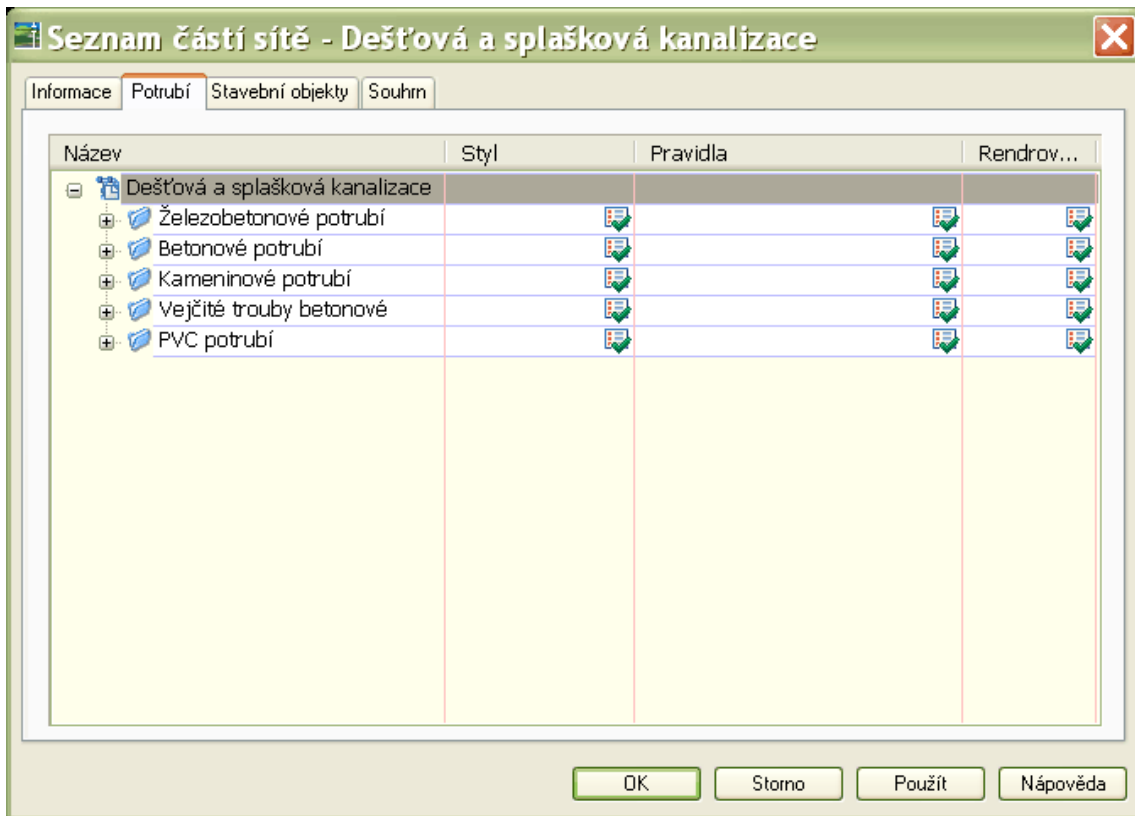 Seznam částí sítě - Dešťová a splašková kanalizace
Informace Potrubí Stavební objekty Souhrn
Název Styl Pravidla Rendrov...
Dešťová a splašková kanalizace
Železobetonové potrubí
Betonové potrubí
Kameninové potrubí
Vejčité trouby betonové
PVC potrubí
OK Storno Použít Nápověda